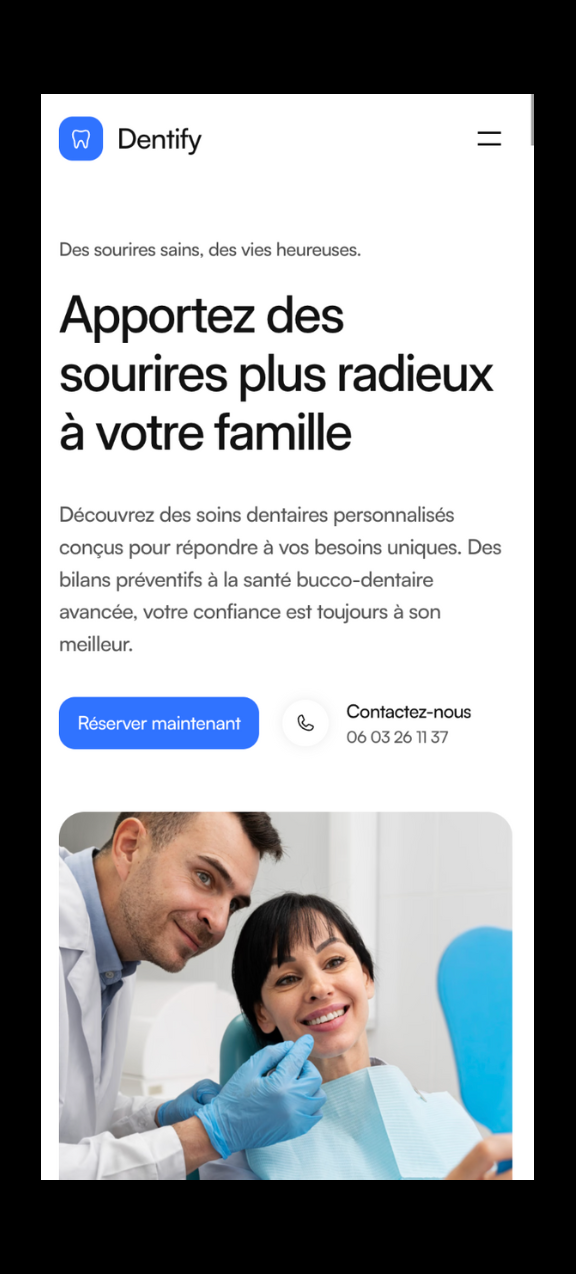 Dentify
Des sourires sains, des vies heureuses.
Apportez des
sourires plus radieux
à votre famille
Découvrez des soins dentaires personnalisés
conçus pour répondre à vos besoins uniques. Des
bilans préventifs à la santé bucco-dentaire
avancée, votre confiance est toujours à son
meilleur.
Réserver maintenant
Contactez-nous
06 03 26 11 37